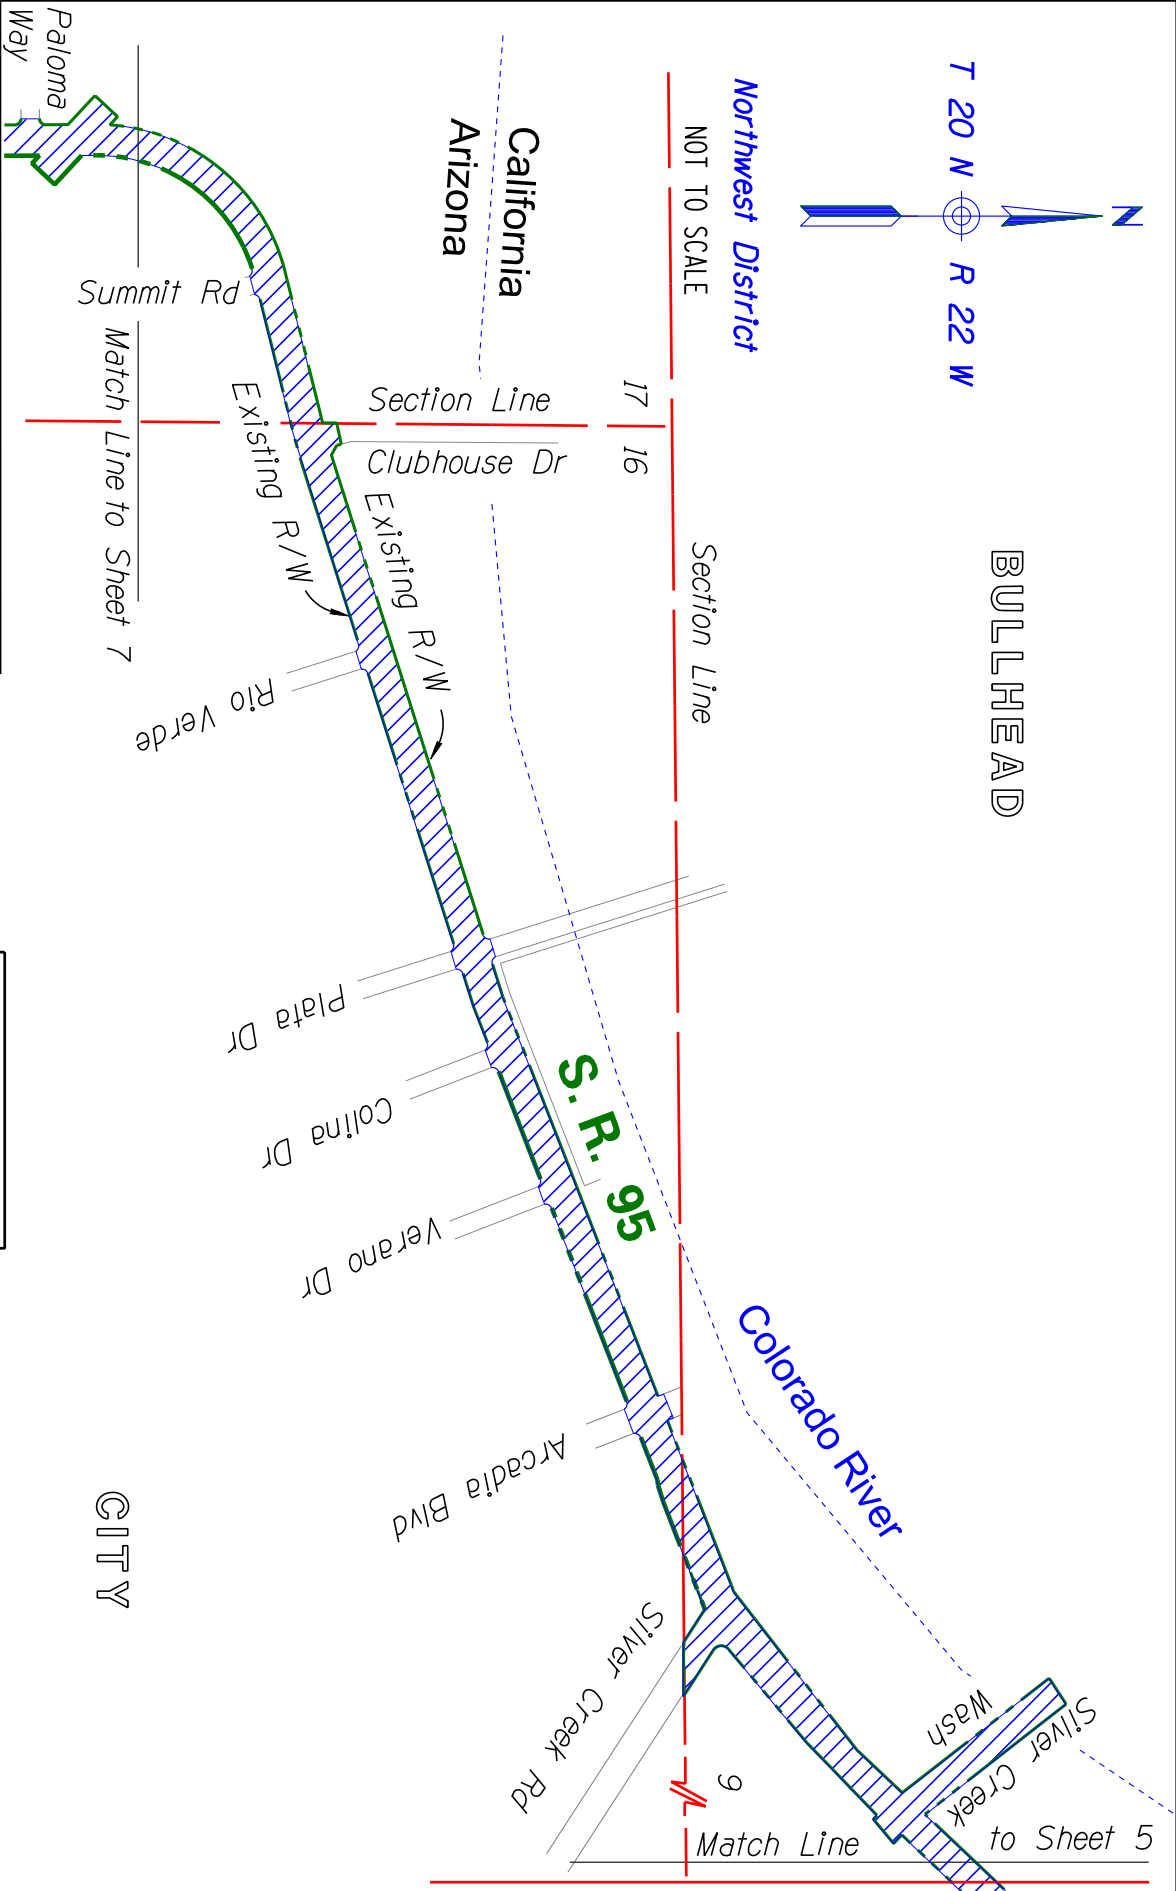 T 20 N R 22 W
N
Northwest District
NOT TO SCALE
BULLHEAD
California
Arizona
Paloma
Way
Summit Rd
Match Line to Sheet 7
Section Line
17
16
Clubhouse Dr
Section Line
Existing R/W
Existing R/W
Rio Verde
Plata Dr
Colina Dr
Verano Dr
S. R. 95
Colorado River
Arcadia Blvd
CITY
Silver Creek Rd
Silver Creek
Wash
9
Match Line to Sheet 5